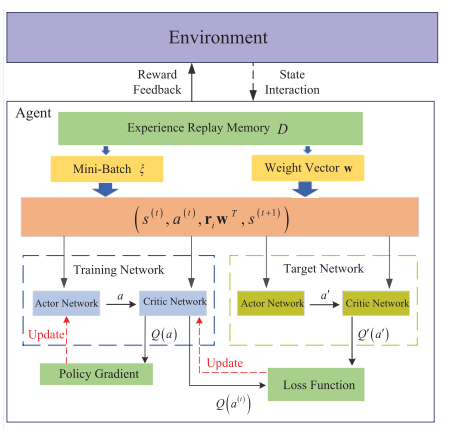 Environment
Reward
Feedback
State
Interaction
Agent
Experience Replay Memory D
Mini-Batch ξ
Weight Vector w
(s^(t), a^(t), r_i w^T, s^(t+1))
Training Network
Target Network
Actor Network
a
Critic Network
Actor Network
a′
Critic Network
Update
Q(a)
Q′(a′)
Policy Gradient
Update
Loss Function
Q(a^(t))